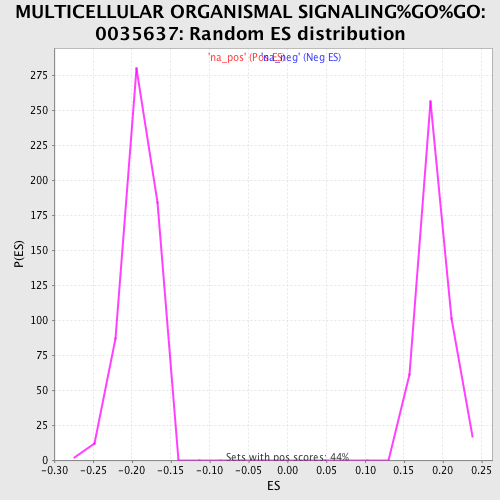 MULTICELLULAR ORGANISMAL SIGNALING%GO%GO:
0035637: Random ES distribution
'na_pos' (Pos ES) 'na_neg' (Neg ES)
275
250
225
200
175
150
125
100
75
50
25
0
P(ES)
Sets with pos scores: 44%
-0.30 -0.25 -0.20 -0.15 -0.10 -0.05 0.00 0.05 0.10 0.15 0.20 0.25
ES